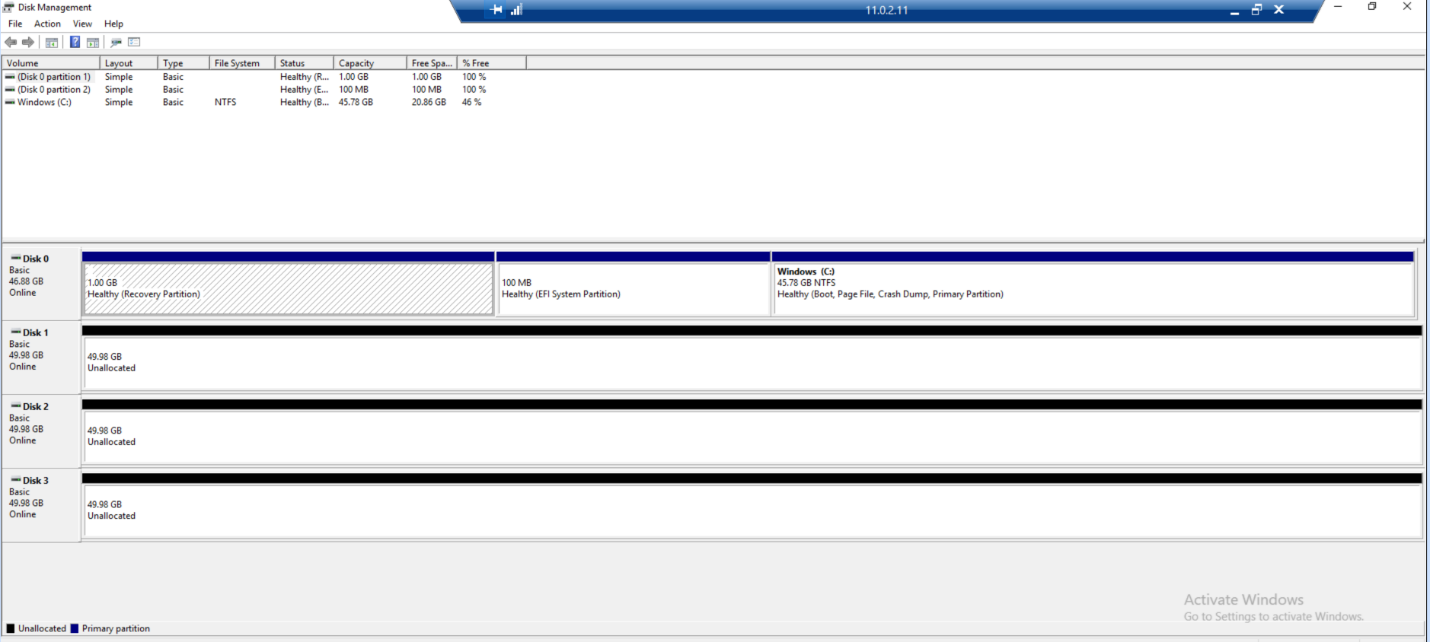 Disk Management
11.0.2.11
File Action View Help
Volume Layout Type File System Status Capacity Free Spa... % Free
(Disk 0 partition 1) Simple Basic Healthy (R... 1.00 GB 1.00 GB 100 %
(Disk 0 partition 2) Simple Basic Healthy (E... 100 MB 100 MB 100 %
Windows (C:) Simple Basic NTFS Healthy (B... 45.78 GB 20.86 GB 46 %
Disk 0
Basic
46.88 GB
Online
1.00 GB
Healthy (Recovery Partition)
100 MB
Healthy (EFI System Partition)
Windows (C:)
45.78 GB NTFS
Healthy (Boot, Page File, Crash Dump, Primary Partition)
Disk 1
Basic
49.98 GB
Online
49.98 GB
Unallocated
Disk 2
Basic
49.98 GB
Online
49.98 GB
Unallocated
Disk 3
Basic
49.98 GB
Online
49.98 GB
Unallocated
Activate Windows
Go to Settings to activate Windows.
Unallocated Primary partition